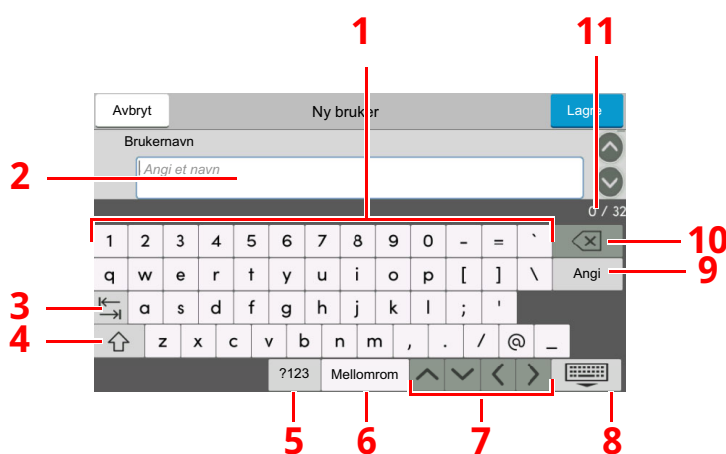 1 11
Avbryt Ny bruker Lagre
Brukernavn
2 Angi et navn
0 / 32
1 2 3 4 5 6 7 8 9 0 - = ` 10
q w e r t y u i o p [ ] \ Angi 9
3 a s d f g h j k l ; '
4 z x c v b n m , . / @ _
?123 Mellomrom
5 6 7 8